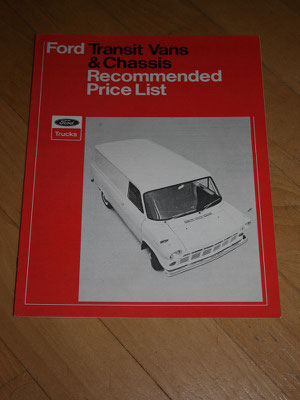 Ford Transit Vans
& Chassis
Recommended
Price List
Ford
Trucks